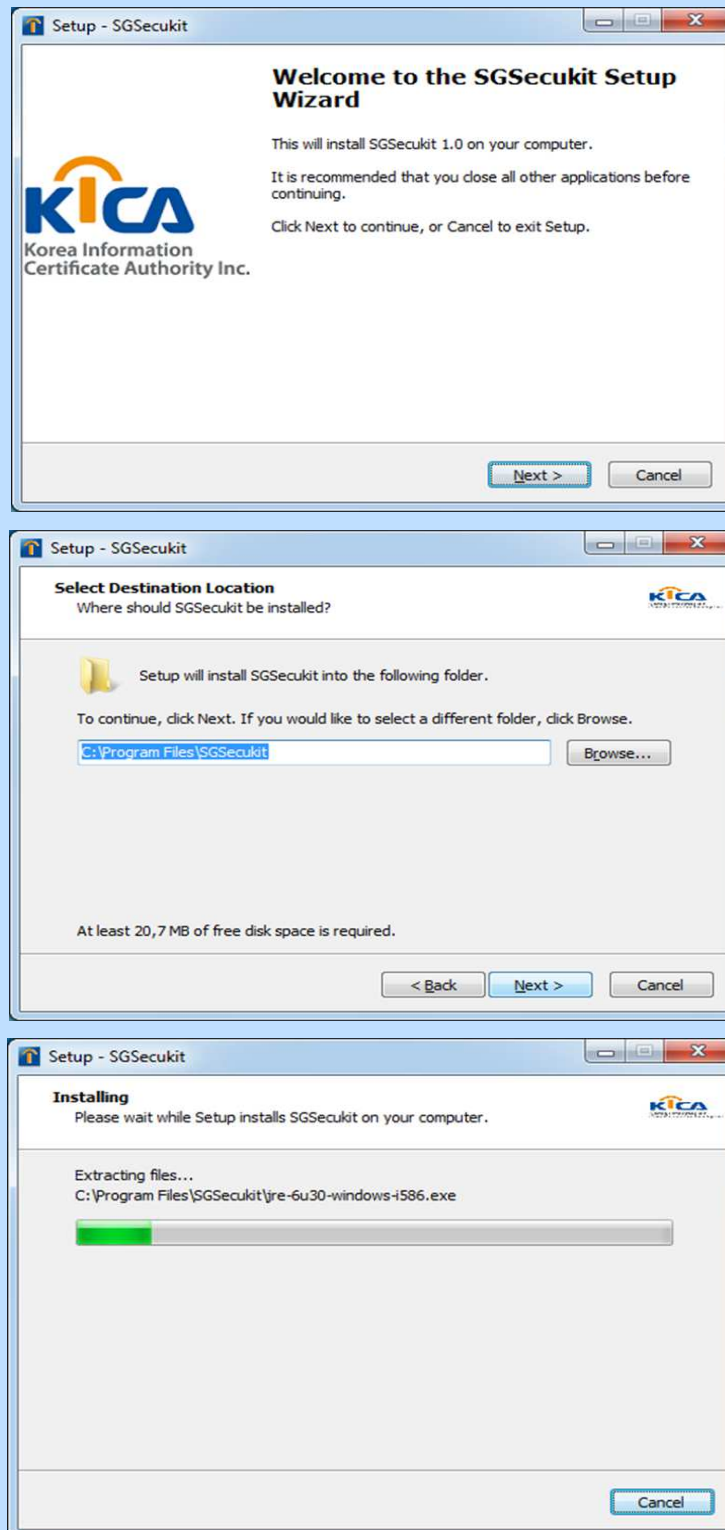 Setup - SGSecukit
Welcome to the SGSecukit Setup
Wizard
This will install SGSecukit 1.0 on your computer.
It is recommended that you close all other applications before
continuing.
Click Next to continue, or Cancel to exit Setup.
KICA
Korea Information
Certificate Authority Inc.
Next >
Cancel
Setup - SGSecukit
Select Destination Location
Where should SGSecukit be installed?
KICA
Setup will install SGSecukit into the following folder.
To continue, click Next. If you would like to select a different folder, click Browse.
C:\Program Files\SGSecukit
Browse...
At least 20,7 MB of free disk space is required.
< Back
Next >
Cancel
Setup - SGSecukit
Installing
Please wait while Setup installs SGSecukit on your computer.
KICA
Extracting files...
C:\Program Files\SGSecukit\jre-6u30-windows-i586.exe
Cancel